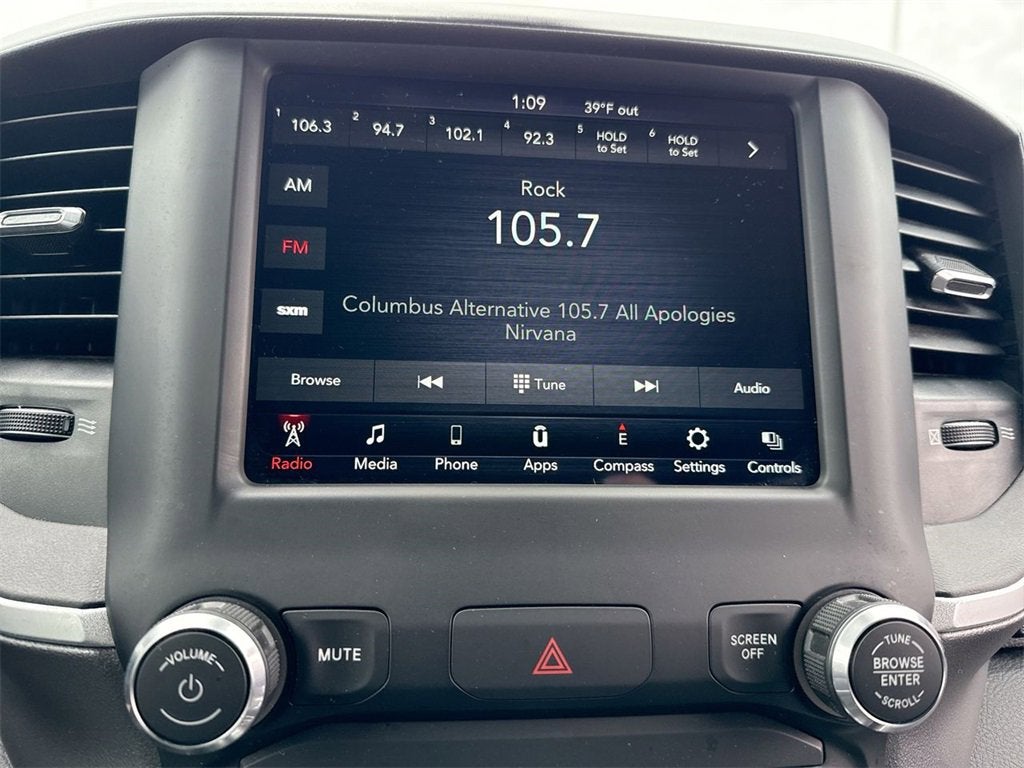 1:09 39°F out
1 106.3 2 94.7 3 102.1 4 92.3 5 HOLD to Set 6 HOLD to Set
AM
Rock
105.7
FM
sxm
Columbus Alternative 105.7 All Apologies
Nirvana
Browse Tune Audio
E
Radio Media Phone Apps Compass Settings Controls
VOLUME
MUTE
SCREEN
OFF
TUNE
BROWSE
ENTER
SCROLL